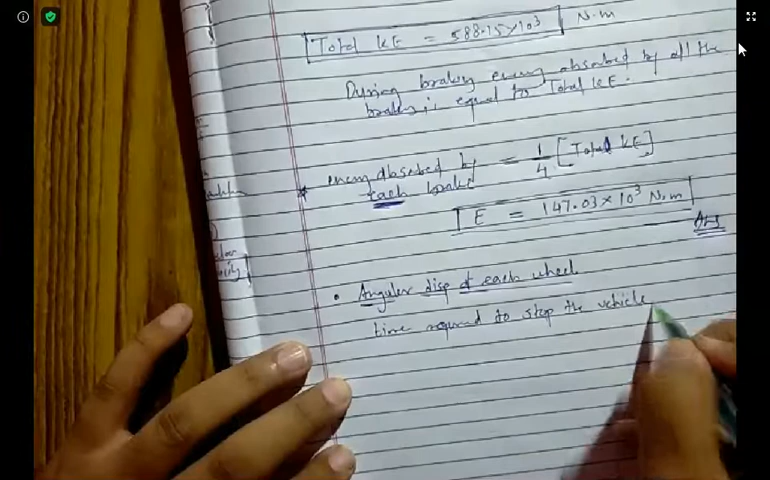 Total KE = 588.15×10³ N.m
During braking energy absorbed by all the
brakes is equal to Total KE.
* energy absorbed by = 1/4 [Total KE]
each brake
E = 147.03×10³ N.m
Ans
• Angular disp of each wheel
time required to stop the vehicle